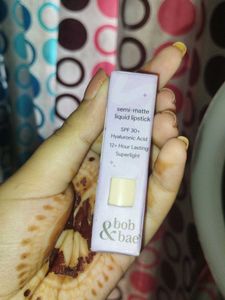 semi-matte
liquid lipstick
SPF 30+
Hyaluronic Acid
12+ Hour Lasting
Superlight
bob
& bae